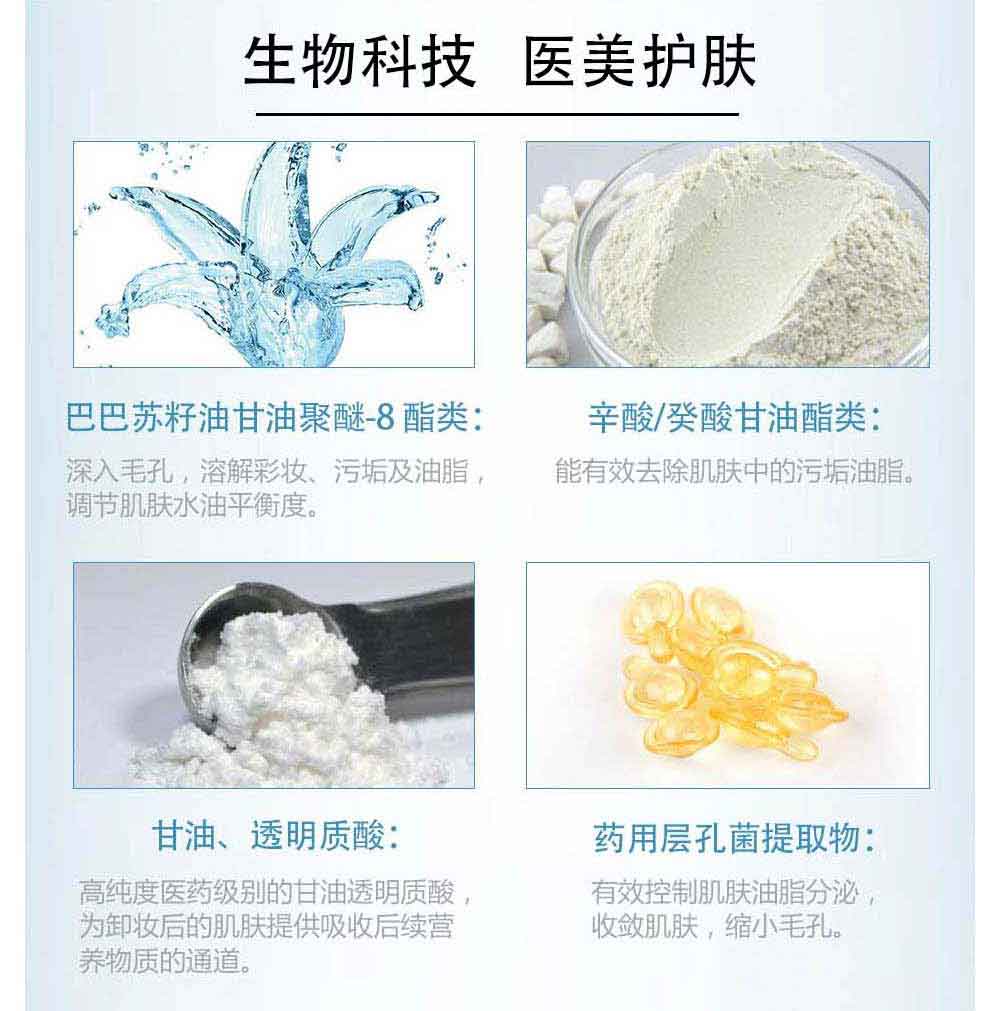 生物科技 医美护肤
巴巴苏籽油甘油聚醚-8 酯类：
深入毛孔，溶解彩妆、污垢及油脂，
调节肌肤水油平衡度。
辛酸/癸酸甘油酯类：
能有效去除肌肤中的污垢油脂。
甘油、透明质酸：
高纯度医药级别的甘油透明质酸，
为卸妆后的肌肤提供吸收后续营
养物质的通道。
药用层孔菌提取物：
有效控制肌肤油脂分泌，
收敛肌肤，缩小毛孔。